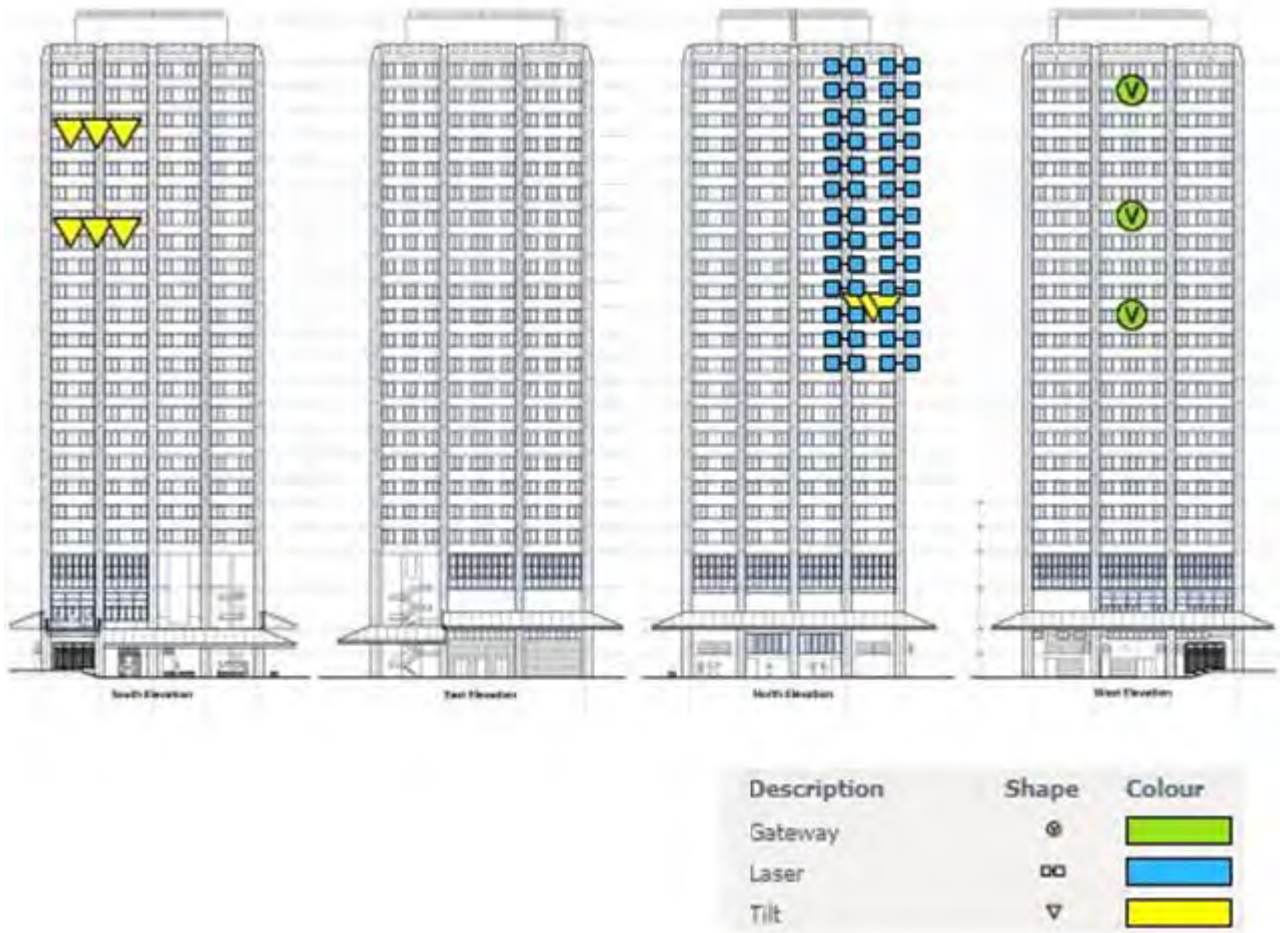 V
V
V
South Elevation
East Elevation
North Elevation
West Elevation
Description Shape Colour
Gateway
Laser
Tilt